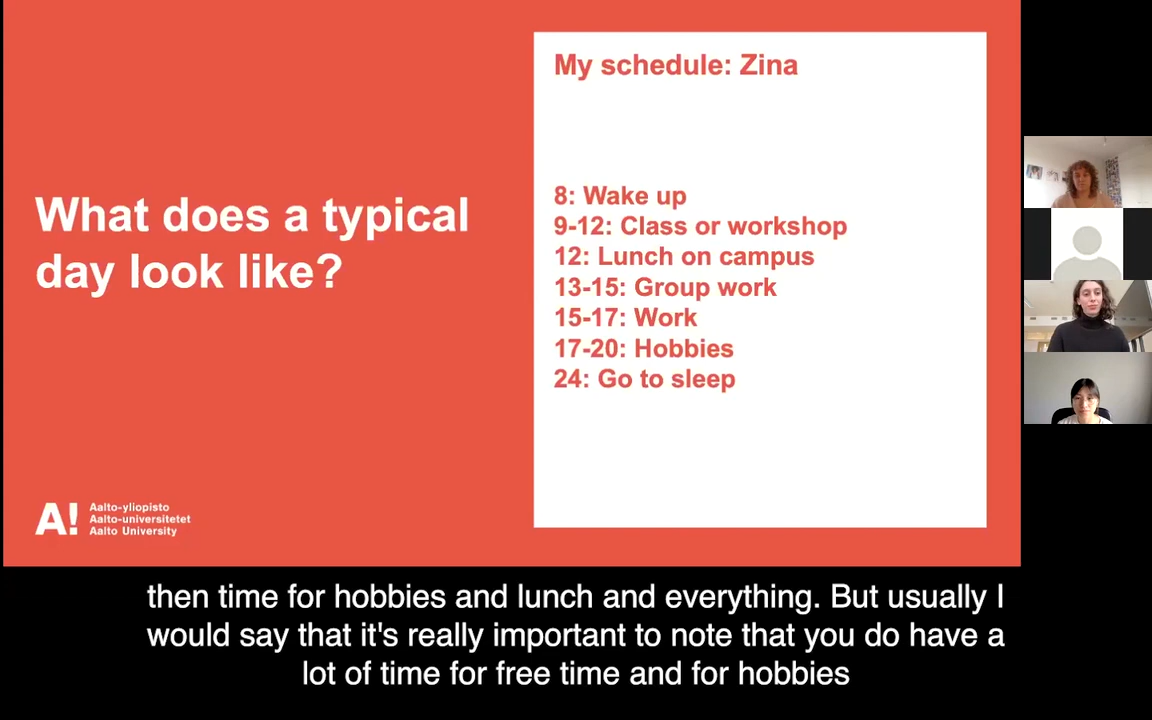 What does a typical
day look like?
My schedule: Zina
8: Wake up
9-12: Class or workshop
12: Lunch on campus
13-15: Group work
15-17: Work
17-20: Hobbies
24: Go to sleep
A!
Aalto-yliopisto
Aalto-universitetet
Aalto University
then time for hobbies and lunch and everything. But usually I
would say that it's really important to note that you do have a
lot of time for free time and for hobbies